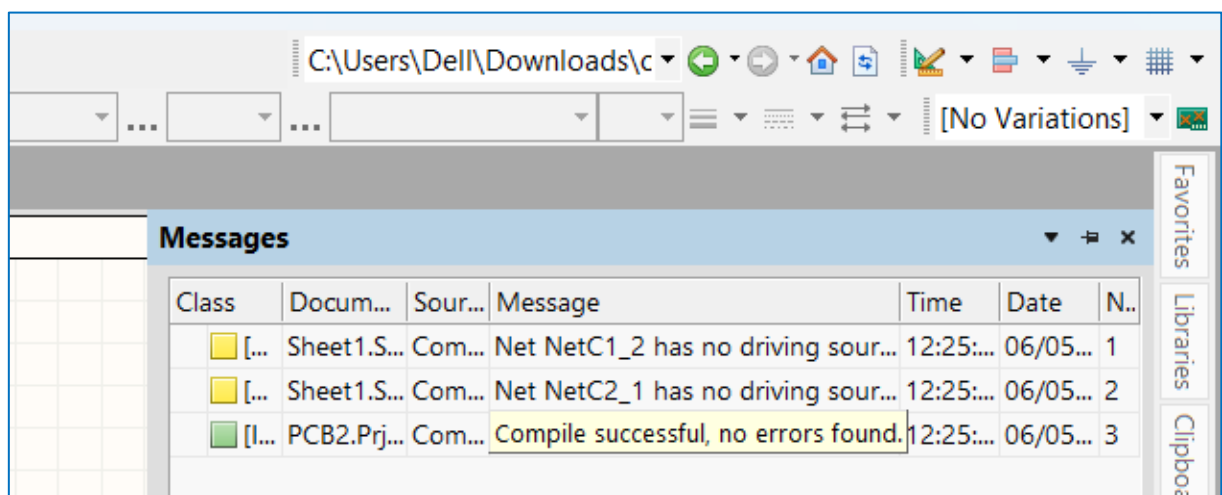 C:\Users\Dell\Downloads\c
... ... [No Variations]
Favorites
Messages
Class Docum... Sour... Message Time Date N..
[... Sheet1.S... Com... Net NetC1_2 has no driving sour... 12:25:... 06/05... 1
[... Sheet1.S... Com... Net NetC2_1 has no driving sour... 12:25:... 06/05... 2
[I... PCB2.Prj... Com... Compile successful, no errors found. 12:25:... 06/05... 3
Libraries
Clipboa